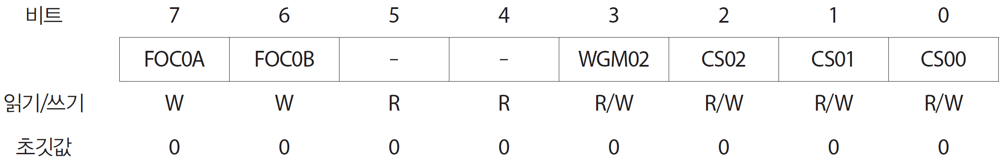 비트 7 6 5 4 3 2 1 0
FOC0A FOC0B – – WGM02 CS02 CS01 CS00
읽기/쓰기 W W R R R/W R/W R/W R/W
초깃값 0 0 0 0 0 0 0 0